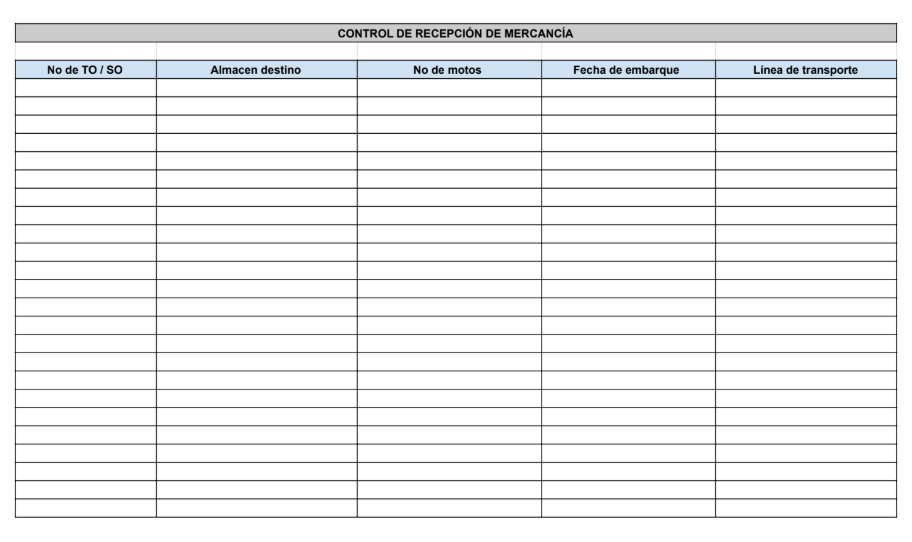 CONTROL DE RECEPCIÓN DE MERCANCÍA
No de TO / SO Almacen destino No de motos Fecha de embarque Línea de transporte